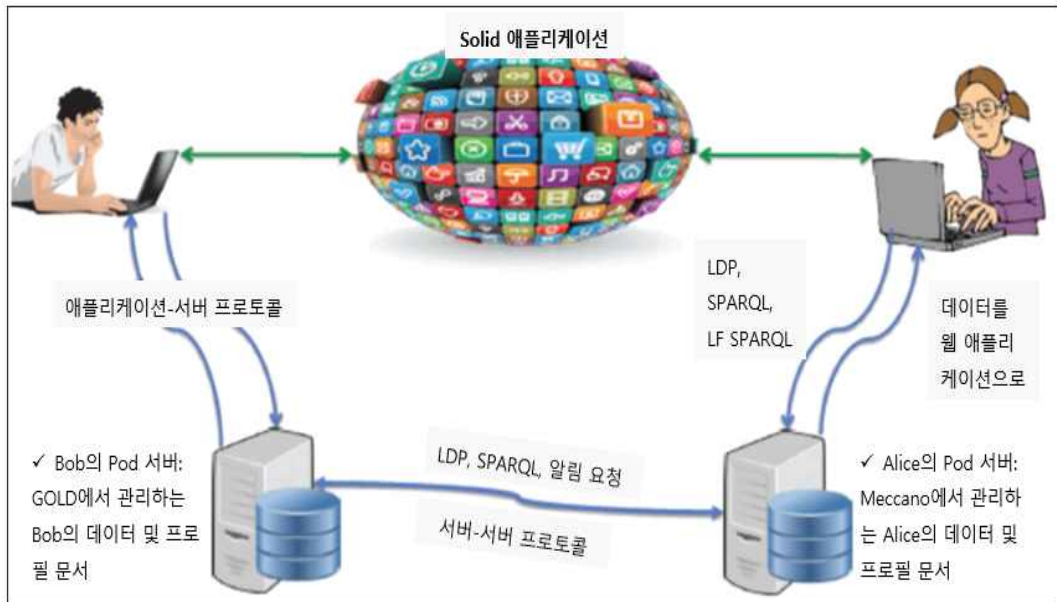 Solid 애플리케이션
애플리케이션-서버 프로토콜
LDP,
SPARQL,
LF SPARQL
데이터를
웹 애플리
케이션으로
✓ Bob의 Pod 서버:
GOLD에서 관리하는
Bob의 데이터 및 프로
필 문서
LDP, SPARQL, 알림 요청
서버-서버 프로토콜
✓ Alice의 Pod 서버:
Meccano에서 관리하
는 Alice의 데이터 및
프로필 문서